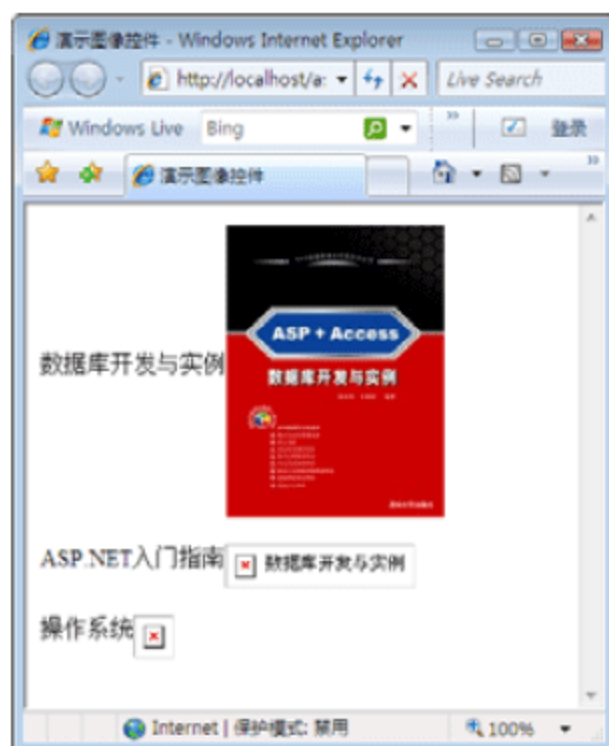 演示图像控件 - Windows Internet Explorer
http://localhost/a:
Live Search
Windows Live
Bing
登录
演示图像控件
ASP + Access
数据库开发与实例
数据库开发与实例
ASP.NET入门指南
数据库开发与实例
操作系统
Internet | 保护模式: 禁用
100%